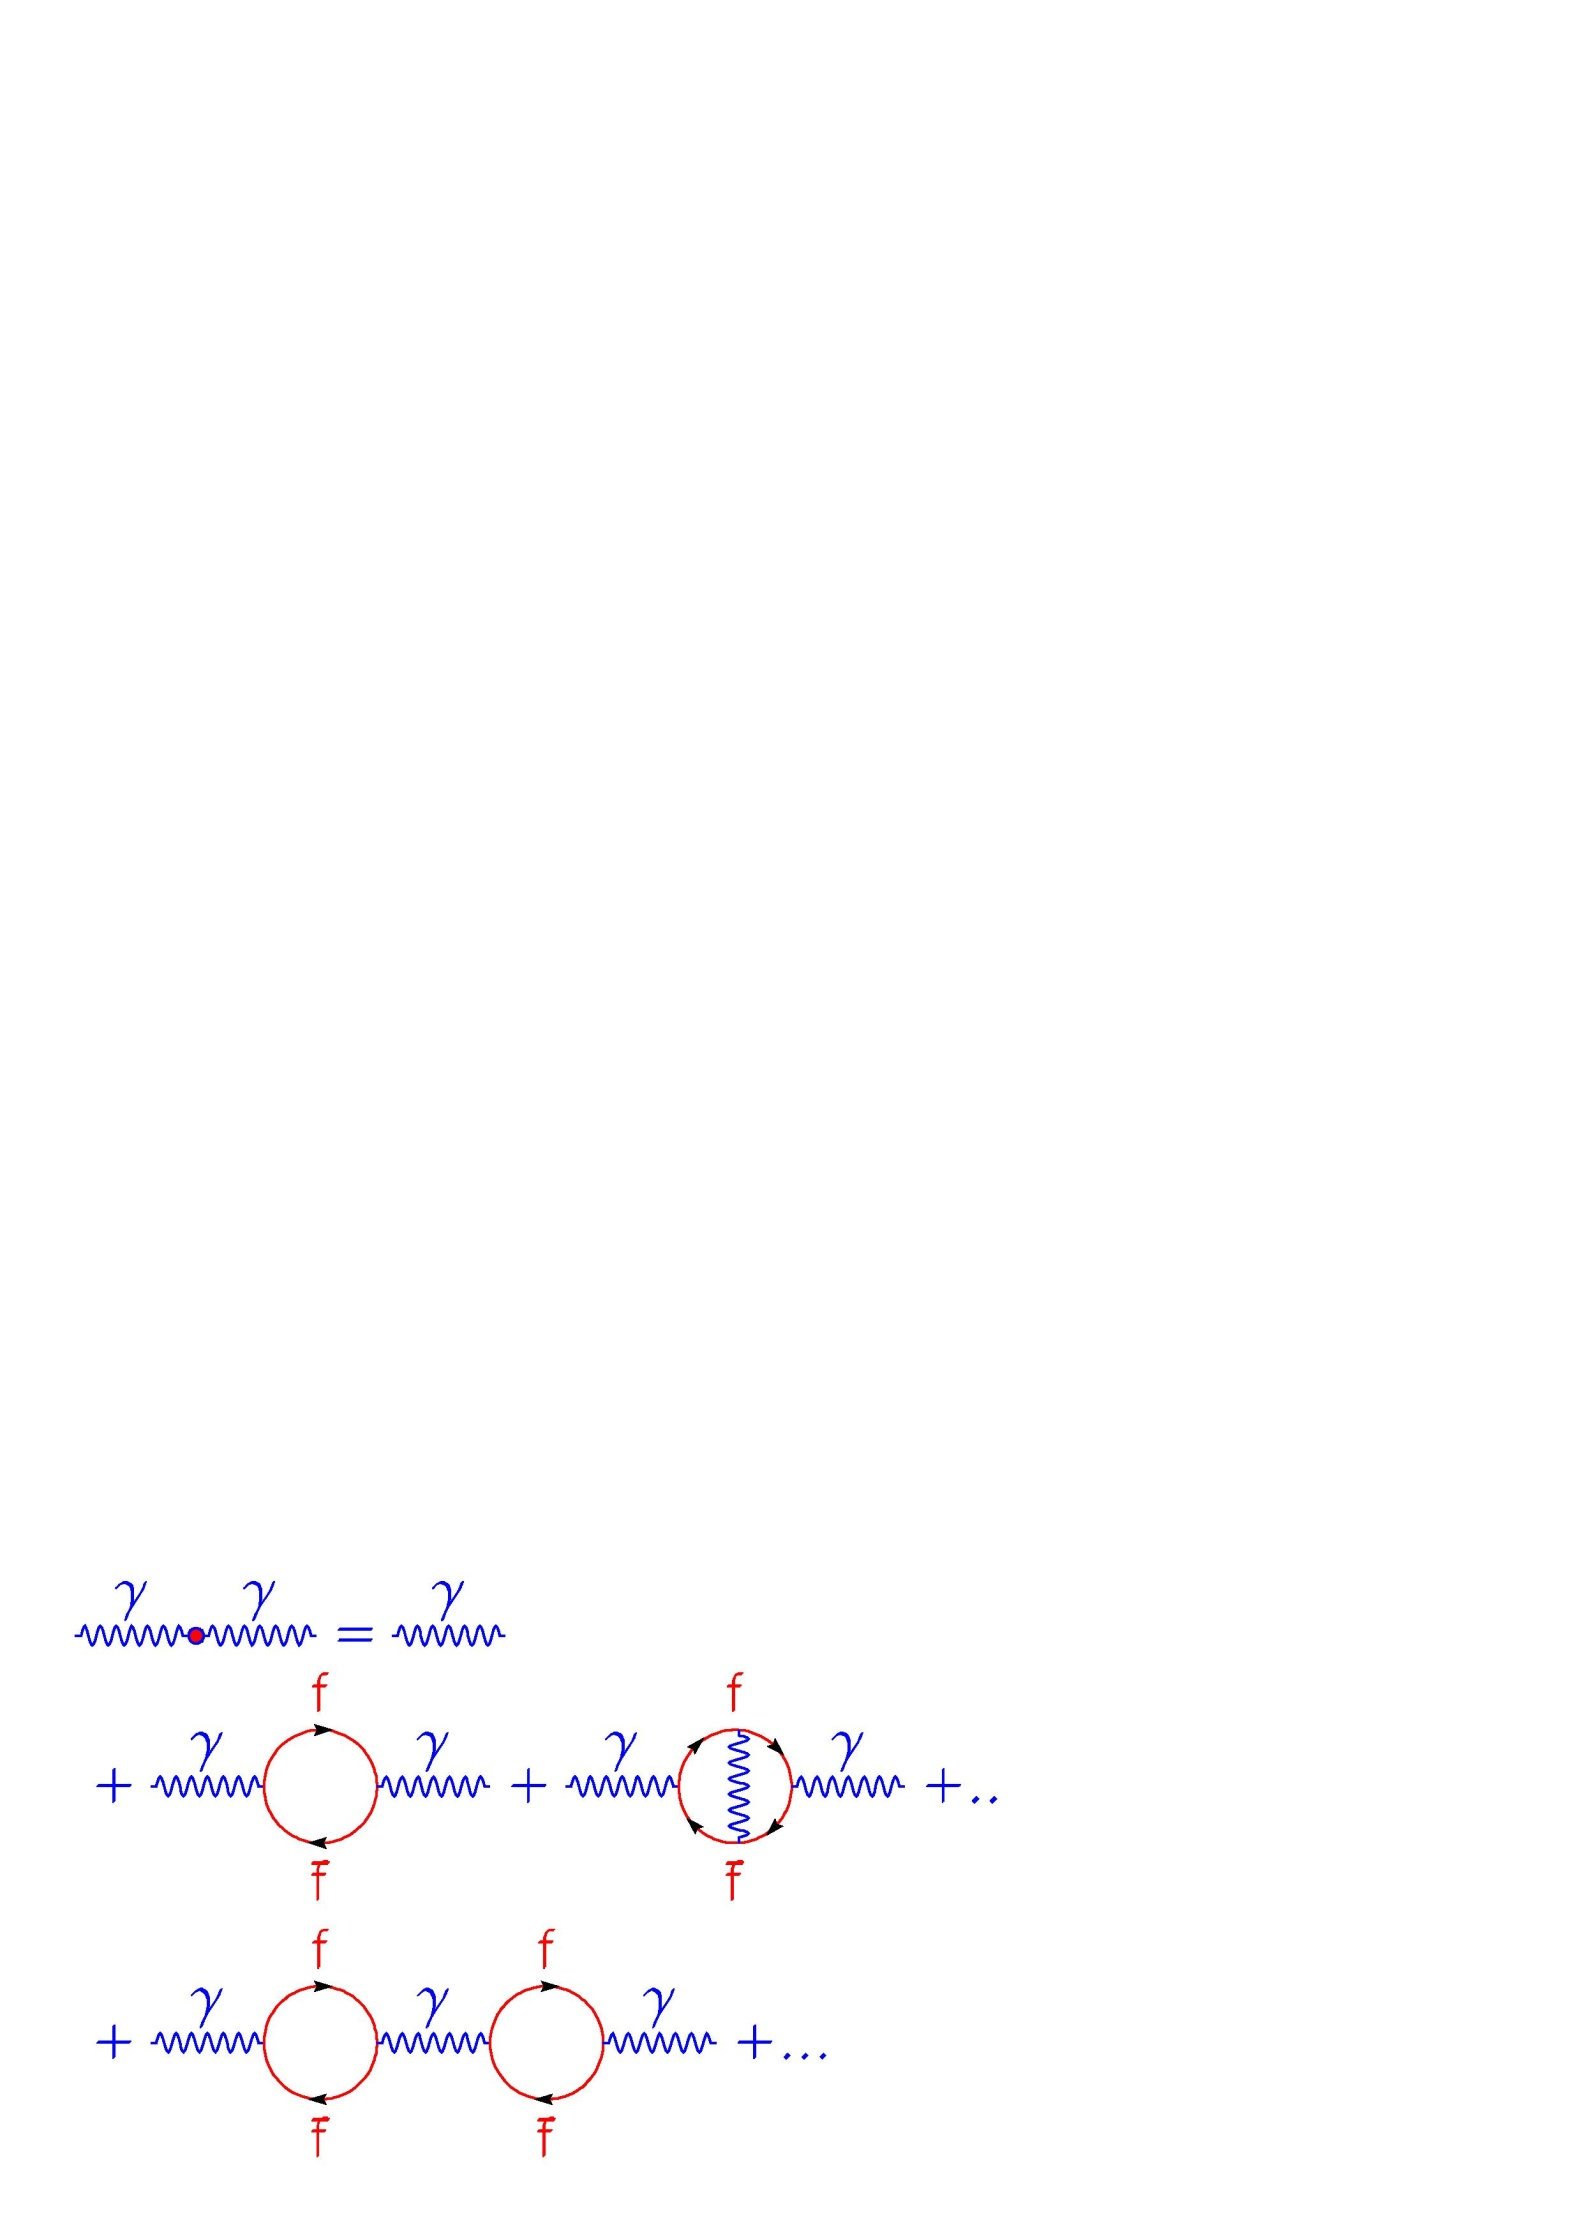 γ γ = γ
f f
+ γ γ + γ γ +..
f̄ f̄
f f
+ γ γ γ +...
f̄ f̄